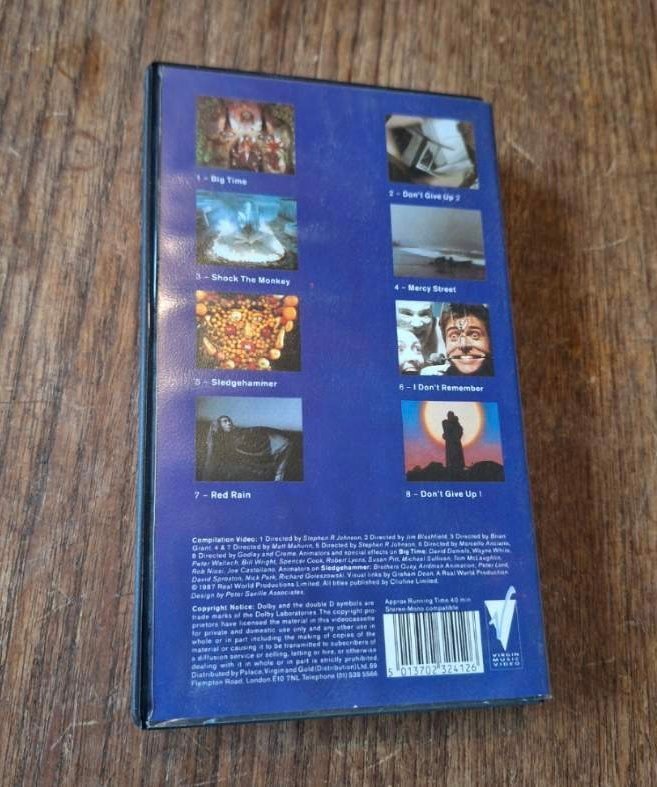 1 - Big Time
2 - Don't Give Up 2
3 - Shock The Monkey
4 - Mercy Street
5 - Sledgehammer
6 - I Don't Remember
7 - Red Rain
8 - Don't Give Up 1
Compilation Video: 1 Directed by Stephen R Johnson, 2 Directed by Jim Blashfield, 3 Directed by Brian
Grant, 4 & 7 Directed by Matt Mahurin, 5 Directed by Stephen R Johnson, 6 Directed by Marcello Anciano,
8 Directed by Godley and Creme. Animators and special effects on Big Time: David Daniels, Wayne White,
Peter Wallach, Bill Wright, Spencer Cook, Robert Lyons, Susan Pitt, Michael Sullivan, Tom McLaughlin,
Rob Nissi, Joe Castellano. Animators on Sledgehammer: Brothers Quay, Aardman Animation, Peter Lord,
David Sproxton, Nick Park, Richard Goleszowski. Visual links by Graham Dean. A Real World Production
© 1987 Real World Productions Limited. All titles published by Cliofine Limited.
Design by Peter Saville Associates.
Copyright Notice: Dolby and the double D symbols are
trade marks of the Dolby Laboratories. The copyright pro-
prietors have licensed the material in this videocassette
for private and domestic use only and any other use in
whole or in part including the making of copies of the
material or causing it to be transmitted to subscribers of
a diffusion service or selling, letting or hire, or otherwise
dealing with it in whole or in part is strictly prohibited
Distributed by Palace, Virgin and Gold (Distribution) Ltd, 69
Flempton Road, London E10 7NL Telephone (01) 539 5566
Approx Running Time 40 min
Stereo-Mono compatible
5 013702 324126
VIRGIN
MUSIC
VIDEO